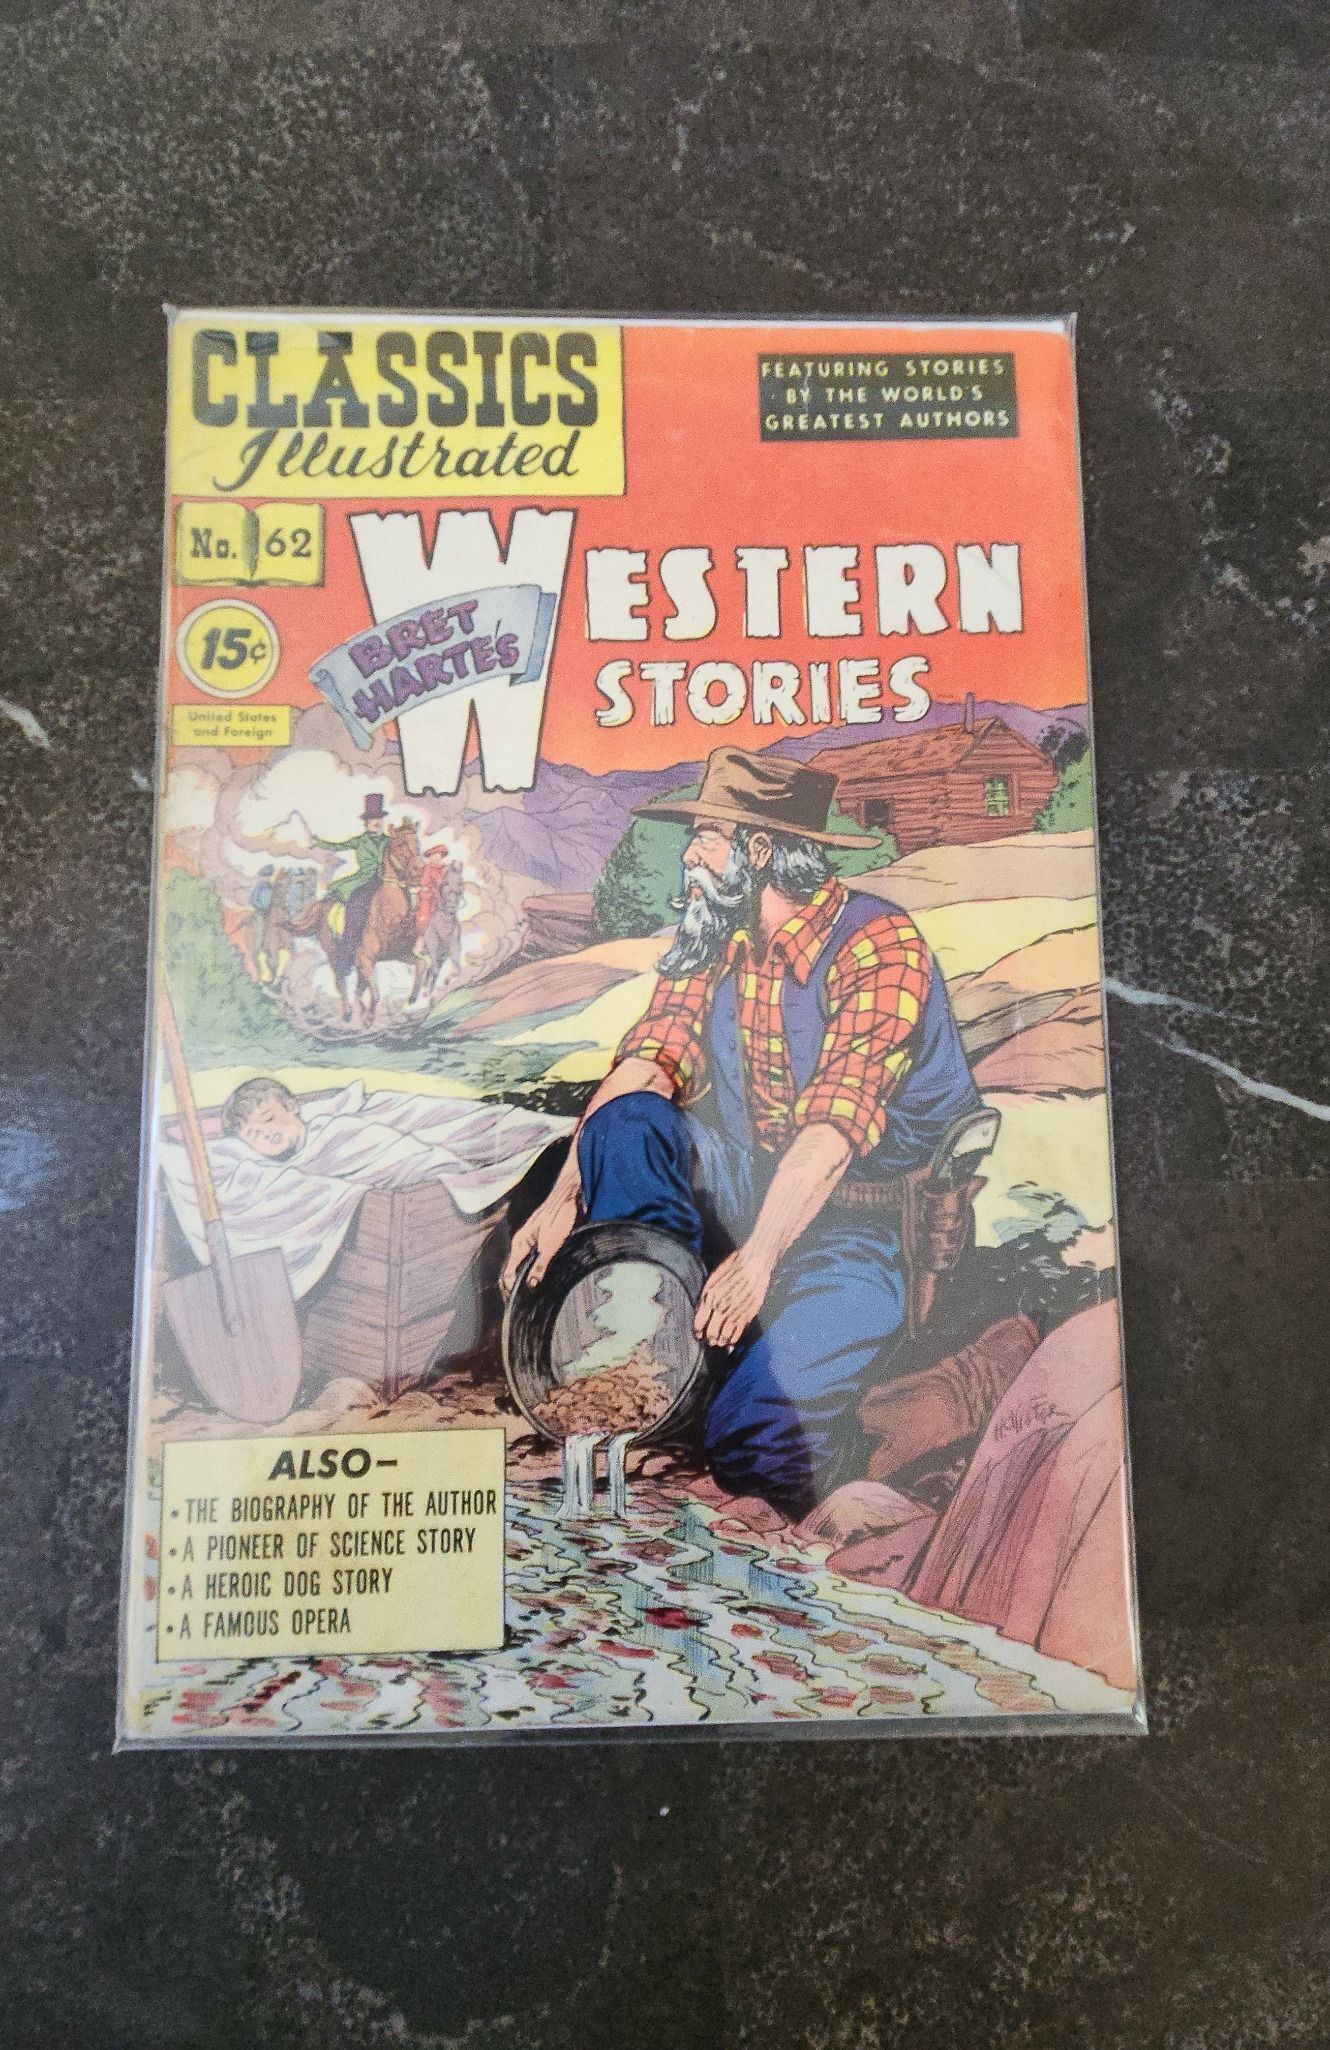 CLASSICS
Illustrated
FEATURING STORIES
BY THE WORLD'S
GREATEST AUTHORS
No. 62
15¢
United States
and Foreign
BRET
HARTE'S
WESTERN
STORIES
ALSO—
• THE BIOGRAPHY OF THE AUTHOR
• A PIONEER OF SCIENCE STORY
• A HEROIC DOG STORY
• A FAMOUS OPERA